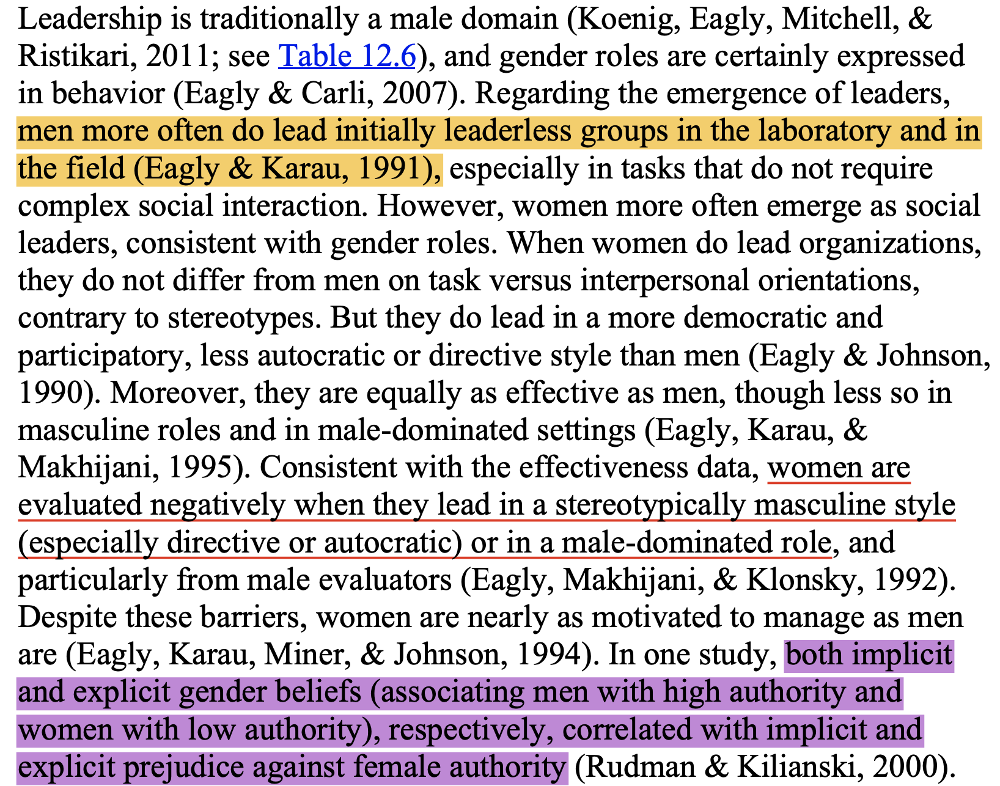 Leadership is traditionally a male domain (Koenig, Eagly, Mitchell, &
Ristikari, 2011; see Table 12.6), and gender roles are certainly expressed
in behavior (Eagly & Carli, 2007). Regarding the emergence of leaders,
men more often do lead initially leaderless groups in the laboratory and in
the field (Eagly & Karau, 1991), especially in tasks that do not require
complex social interaction. However, women more often emerge as social
leaders, consistent with gender roles. When women do lead organizations,
they do not differ from men on task versus interpersonal orientations,
contrary to stereotypes. But they do lead in a more democratic and
participatory, less autocratic or directive style than men (Eagly & Johnson,
1990). Moreover, they are equally as effective as men, though less so in
masculine roles and in male-dominated settings (Eagly, Karau, &
Makhijani, 1995). Consistent with the effectiveness data, women are
evaluated negatively when they lead in a stereotypically masculine style
(especially directive or autocratic) or in a male-dominated role, and
particularly from male evaluators (Eagly, Makhijani, & Klonsky, 1992).
Despite these barriers, women are nearly as motivated to manage as men
are (Eagly, Karau, Miner, & Johnson, 1994). In one study, both implicit
and explicit gender beliefs (associating men with high authority and
women with low authority), respectively, correlated with implicit and
explicit prejudice against female authority (Rudman & Kilianski, 2000).